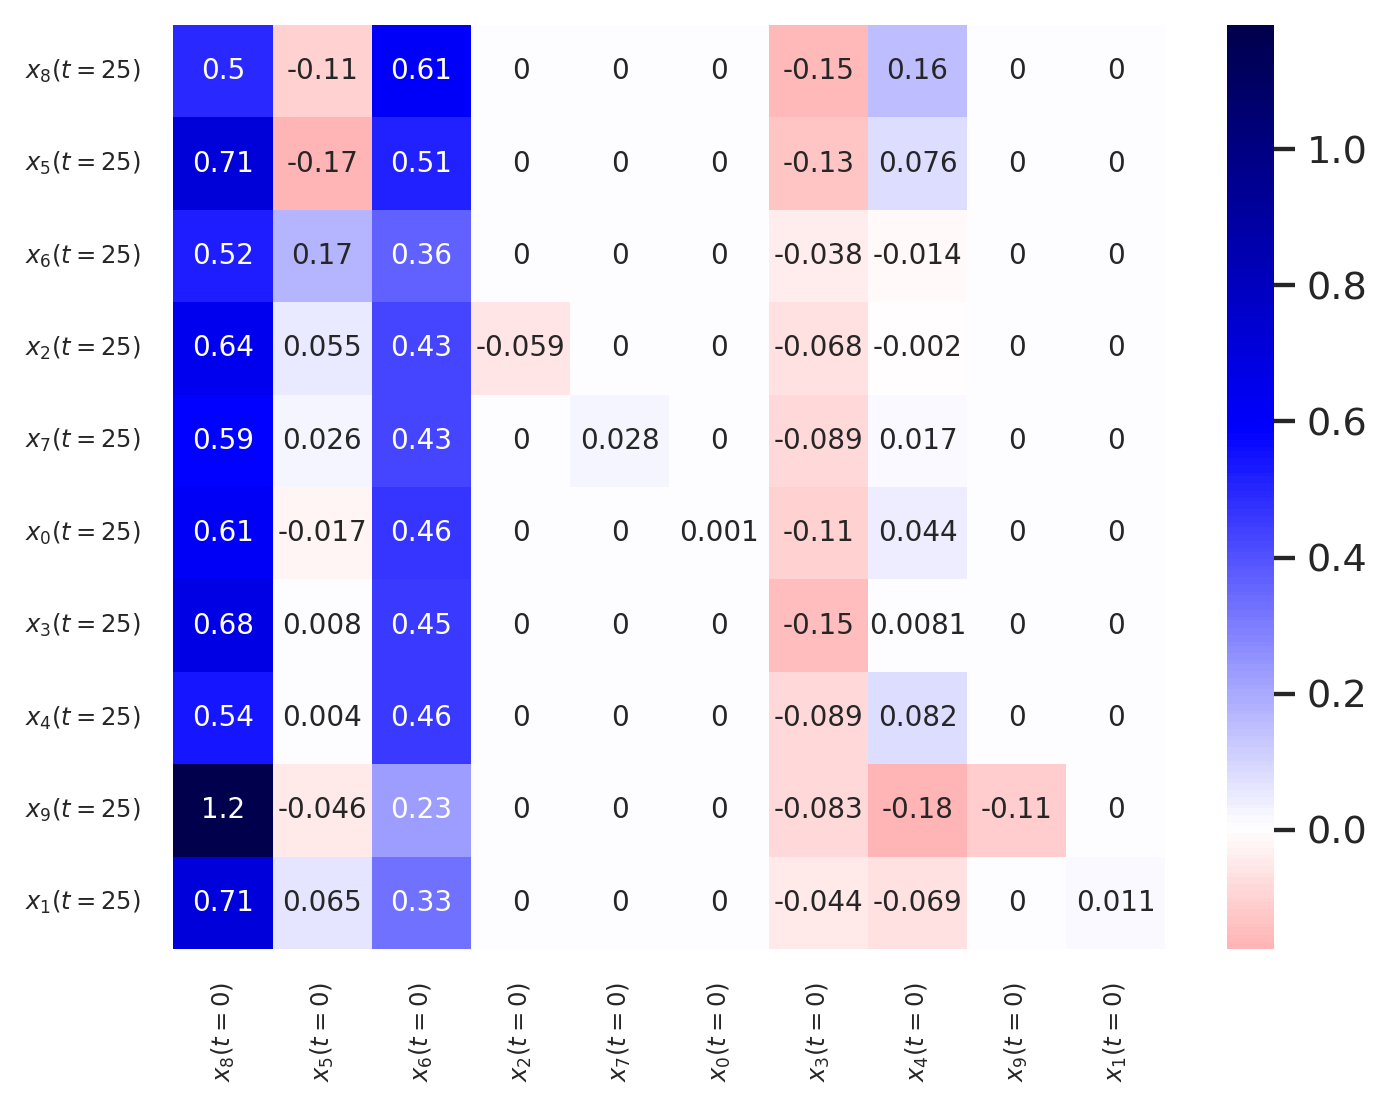 x₈(t = 25) 0.5 -0.11 0.61 0 0 0 -0.15 0.16 0 0
x₅(t = 25) 0.71 -0.17 0.51 0 0 0 -0.13 0.076 0 0
x₆(t = 25) 0.52 0.17 0.36 0 0 0 -0.038 -0.014 0 0
x₂(t = 25) 0.64 0.055 0.43 -0.059 0 0 -0.068 -0.002 0 0
x₇(t = 25) 0.59 0.026 0.43 0 0.028 0 -0.089 0.017 0 0
x₀(t = 25) 0.61 -0.017 0.46 0 0 0.001 -0.11 0.044 0 0
x₃(t = 25) 0.68 0.008 0.45 0 0 0 -0.15 0.0081 0 0
x₄(t = 25) 0.54 0.004 0.46 0 0 0 -0.089 0.082 0 0
x₉(t = 25) 1.2 -0.046 0.23 0 0 0 -0.083 -0.18 -0.11 0
x₁(t = 25) 0.71 0.065 0.33 0 0 0 -0.044 -0.069 0 0.011
x₈(t = 0) x₅(t = 0) x₆(t = 0) x₂(t = 0) x₇(t = 0) x₀(t = 0) x₃(t = 0) x₄(t = 0) x₉(t = 0) x₁(t = 0)
1.0
0.8
0.6
0.4
0.2
0.0